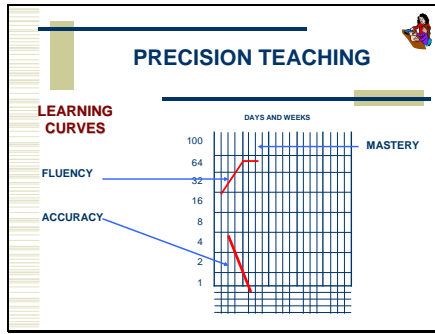 PRECISION TEACHING
LEARNING
CURVES
DAYS AND WEEKS
100
MASTERY
64
FLUENCY
32
16
ACCURACY
8
4
2
1